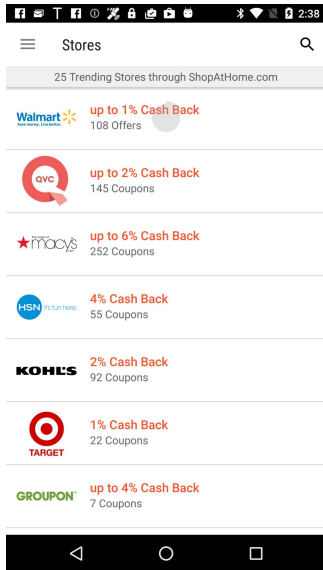 2:38
Stores
25 Trending Stores through ShopAtHome.com
Walmart
Save money. Live better.
up to 1% Cash Back
108 Offers
QVC
up to 2% Cash Back
145 Coupons
the magic of
macy's
up to 6% Cash Back
252 Coupons
HSN it's fun here.
4% Cash Back
55 Coupons
KOHL'S
2% Cash Back
92 Coupons
TARGET
1% Cash Back
22 Coupons
GROUPON
up to 4% Cash Back
7 Coupons